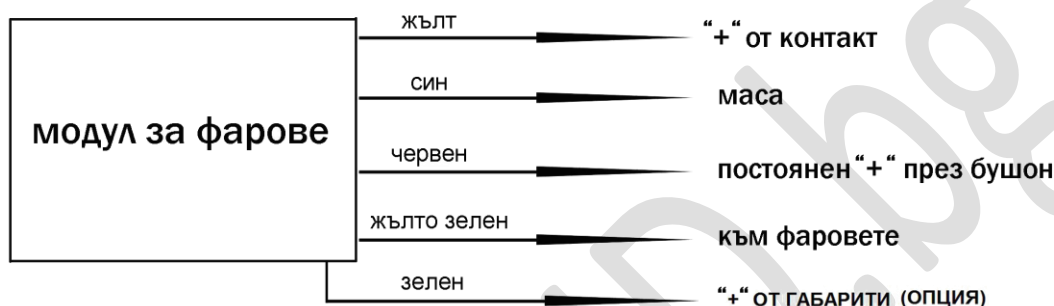 жълт
"+" от контакт
син
маса
модул за фарове
червен
постоянен "+" през бушон
жълто зелен
към фаровете
зелен
"+" ОТ ГАБАРИТИ (ОПЦИЯ)